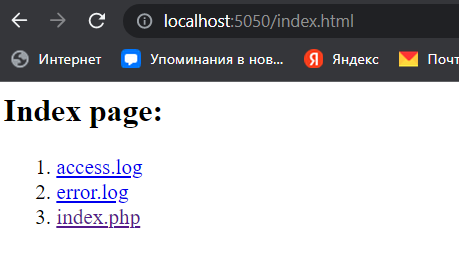 localhost:5050/index.html
Интернет Упоминания в нов... Яндекс Почт
Index page:
1. access.log
2. error.log
3. index.php